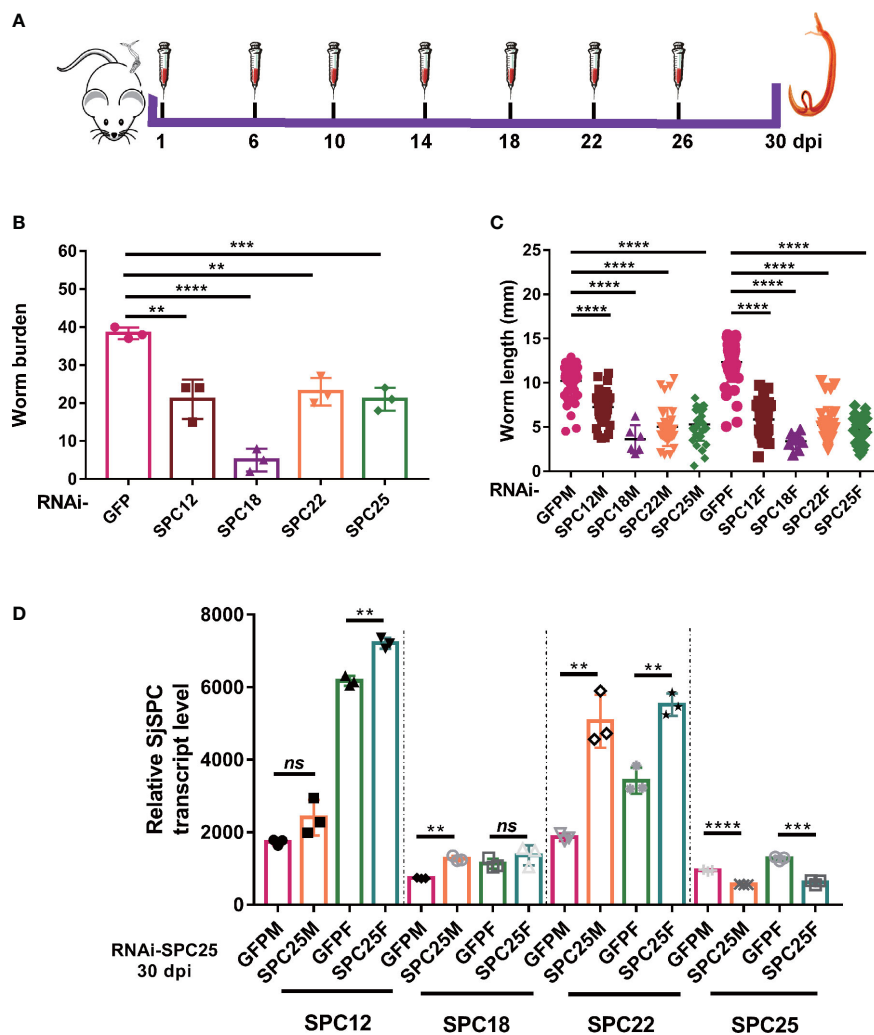 A
1 6 10 14 18 22 26 30 dpi
B
Worm burden
60
50
40
30
20
10
0
***
**
****
**
RNAi-
GFP
SPC12
SPC18
SPC22
SPC25
C
Worm length (mm)
25
20
15
10
5
0
****
****
****
****
****
****
****
****
RNAi-
GFPM
SPC12M
SPC18M
SPC22M
SPC25M
GFPF
SPC12F
SPC18F
SPC22F
SPC25F
D
Relative SjSPC
transcript level
8000
6000
4000
2000
0
ns
**
**
ns
**
**
****
***
RNAi-SPC25
30 dpi
GFPM
SPC25M
GFPF
SPC25F
GFPM
SPC25M
GFPF
SPC25F
GFPM
SPC25M
GFPF
SPC25F
GFPM
SPC25M
GFPF
SPC25F
SPC12
SPC18
SPC22
SPC25